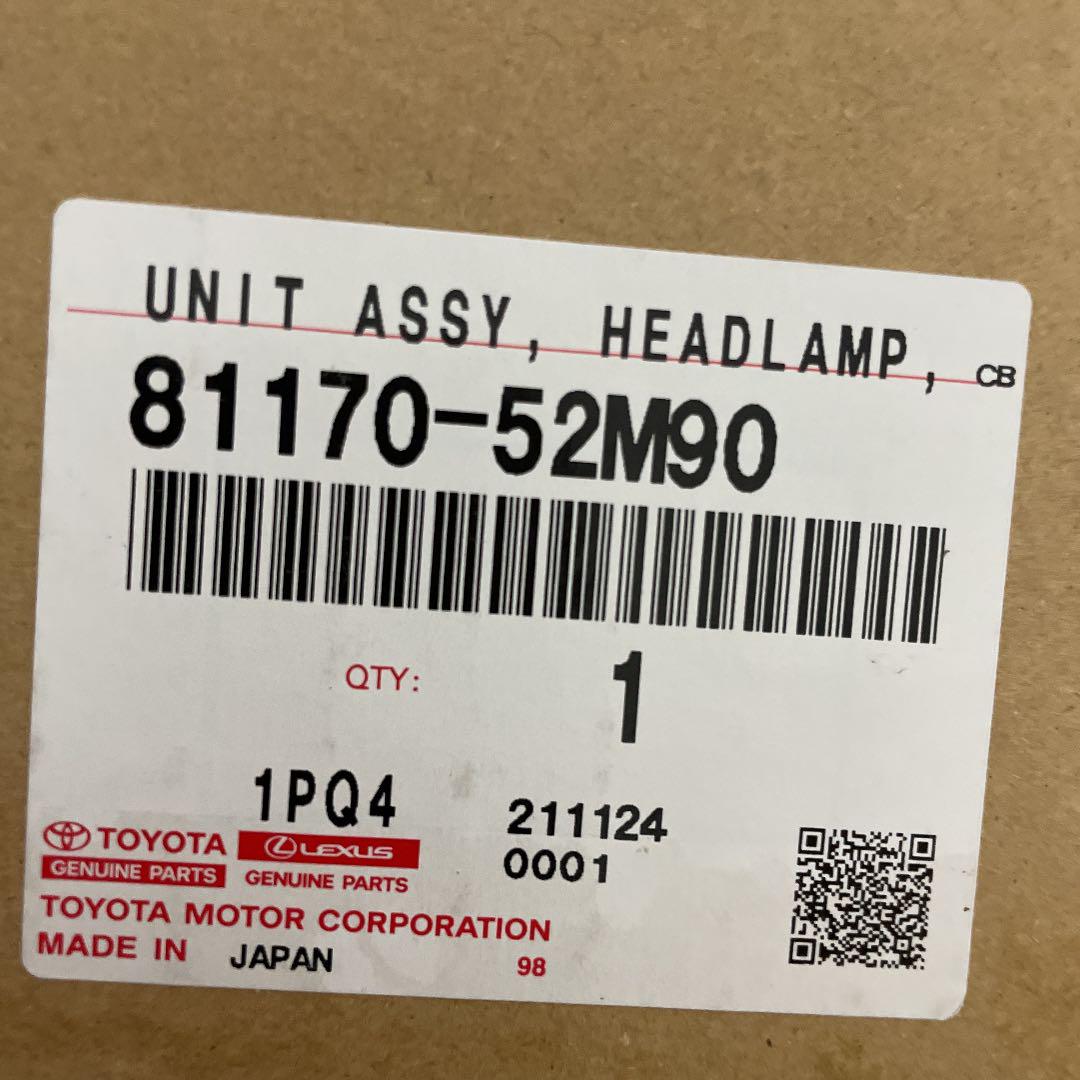 UNIT ASSY, HEADLAMP, CB
81170-52M90
QTY: 1
1PQ4 211124
0001
TOYOTA LEXUS
GENUINE PARTS GENUINE PARTS
TOYOTA MOTOR CORPORATION
MADE IN JAPAN 98